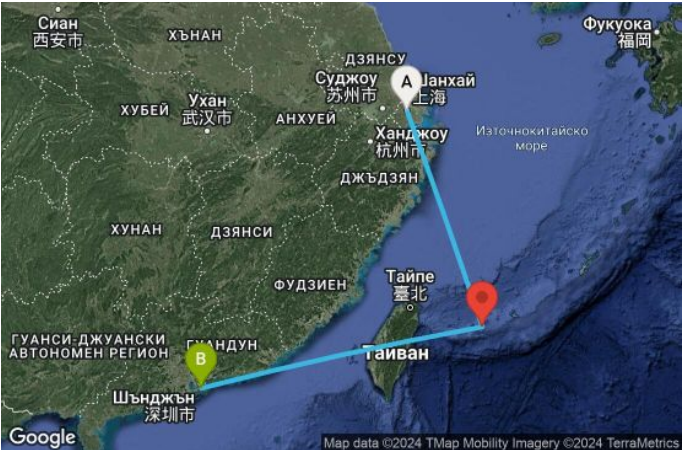 Сиан
西安市
ХЪНАН
Фукуока
福岡
ДЗЯНСУ
Суджоу
苏州市
A
Шанхай
上海
ХУБЕЙ
Ухан
武汉市
АНХУЕЙ
Ханджоу
杭州市
Източнокитайско
море
ДЖЪДЗЯН
ХУНАН
ДЗЯНСИ
ФУДЗИЕН
Тайпе
臺北
ГУАНСИ-ДЖУАНСКИ
АВТОНОМЕН РЕГИОН
ГУАНДУН
B
Тайван
Шънджън
深圳市
Google
Map data ©2024 TMap Mobility Imagery ©2024 TerraMetrics